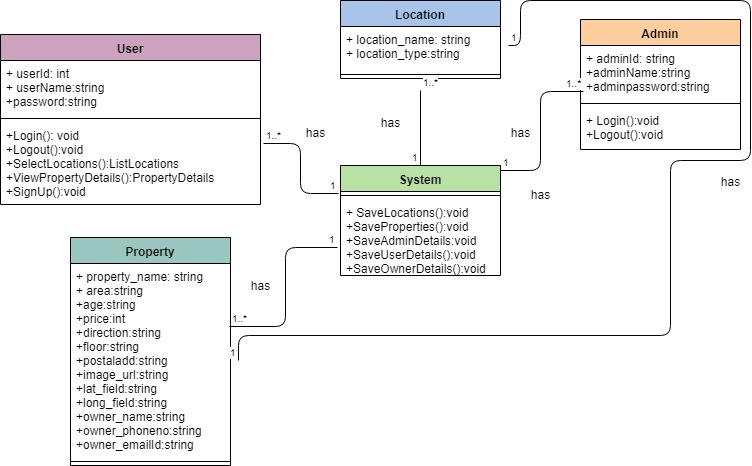 Location
+ location_name: string
+ location_type:string
1
1..*
User
+ userId: int
+ userName:string
+password:string
+Login(): void
+Logout():void
+SelectLocations():ListLocations
+ViewPropertyDetails():PropertyDetails
+SignUp():void
Admin
+ adminId: string
+adminName:string
+adminpassword:string
+ Login():void
+Logout():void
1..*
1..*
has
has
has
1
1
1
has
has
System
+ SaveLocations():void
+SaveProperties():void
+SaveAdminDetails:void
+SaveUserDetails():void
+SaveOwnerDetails():void
1
has
1..*
1
Property
+ property_name: string
+ area:string
+age:string
+price:int
+direction:string
+floor:string
+postaladd:string
+image_url:string
+lat_field:string
+long_field:string
+owner_name:string
+owner_phoneno:string
+owner_emailId:string